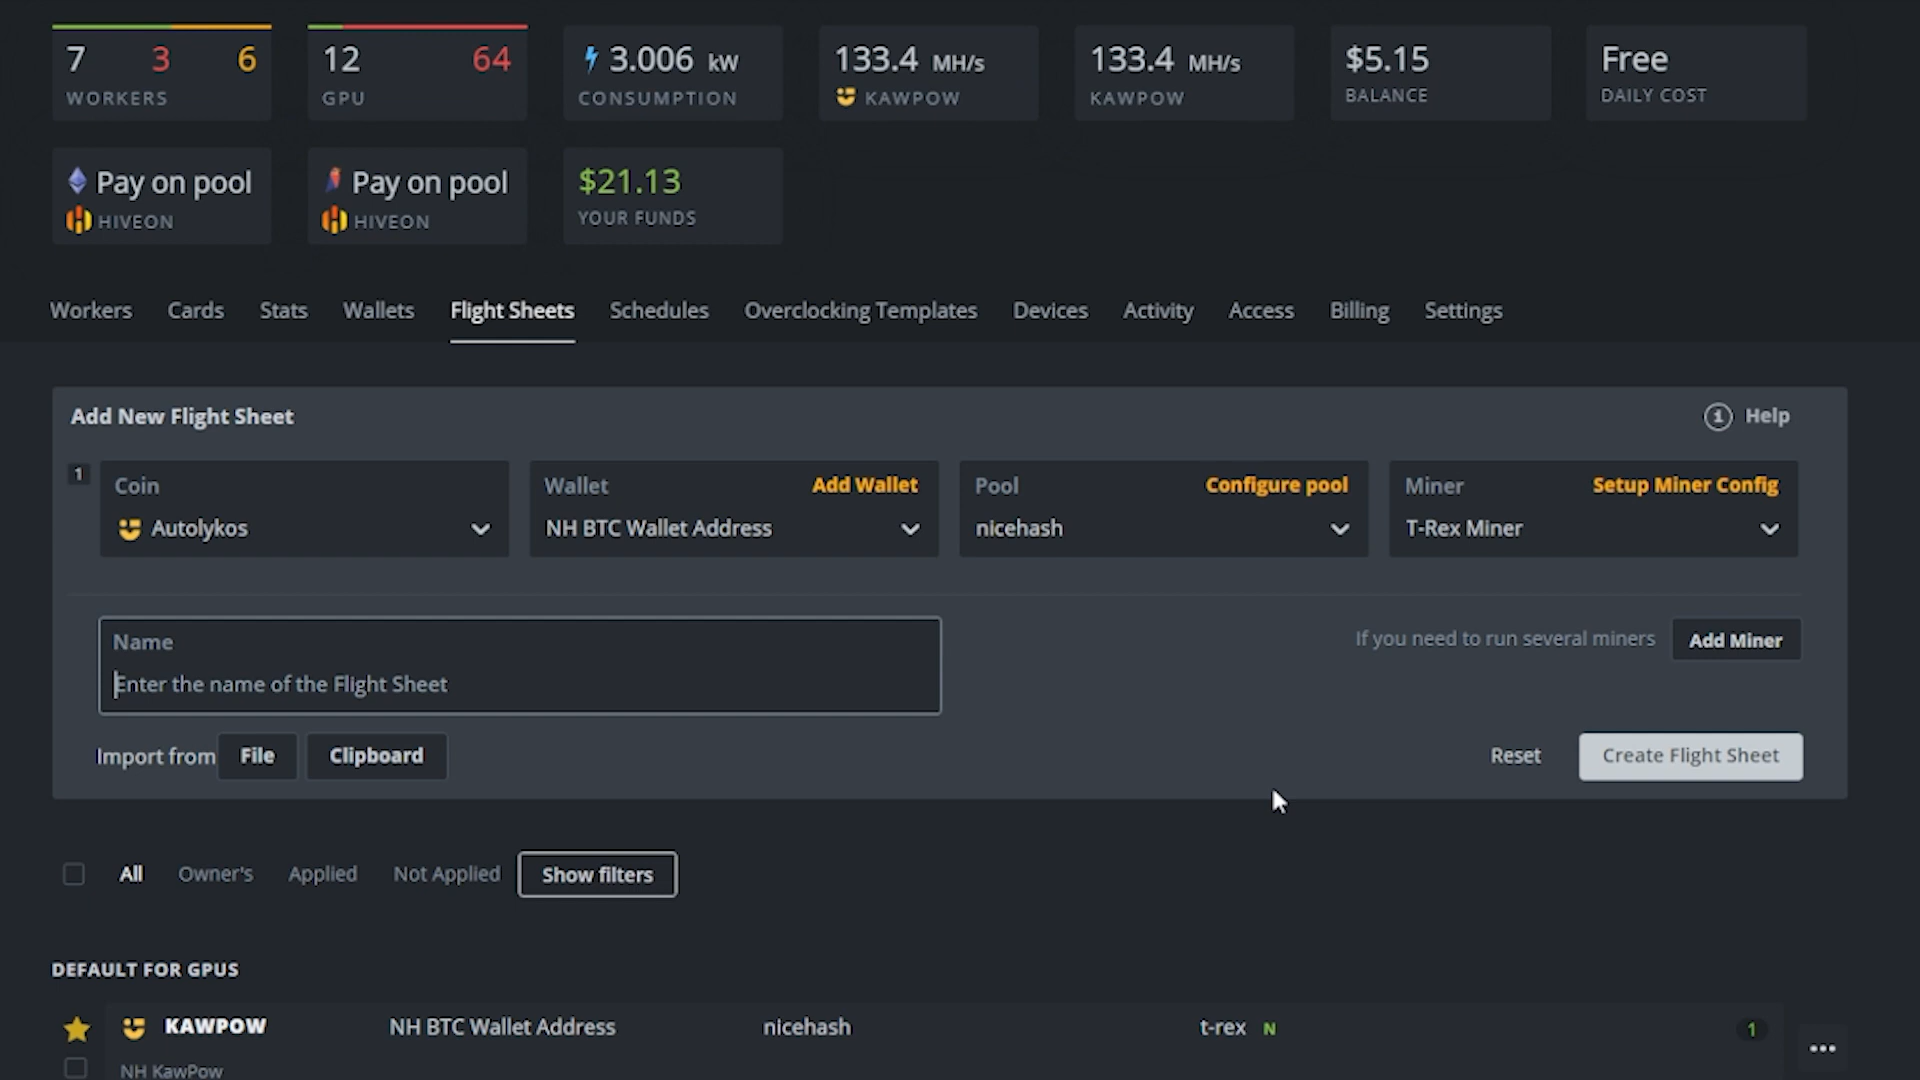 7 3 6
WORKERS
12 64
GPU
3.006 kW
CONSUMPTION
133.4 MH/s
KAWPOW
133.4 MH/s
KAWPOW
$5.15
BALANCE
Free
DAILY COST
Pay on pool
HIVEON
Pay on pool
HIVEON
$21.13
YOUR FUNDS
Workers Cards Stats Wallets Flight Sheets Schedules Overclocking Templates Devices Activity Access Billing Settings
Add New Flight Sheet
Help
1
Coin
Autolykos
Wallet Add Wallet
NH BTC Wallet Address
Pool Configure pool
nicehash
Miner Setup Miner Config
T-Rex Miner
Name
Enter the name of the Flight Sheet
If you need to run several miners Add Miner
Import from File Clipboard
Reset Create Flight Sheet
All Owner's Applied Not Applied Show filters
DEFAULT FOR GPUS
KAWPOW NH BTC Wallet Address nicehash t-rex N 1
NH KawPow